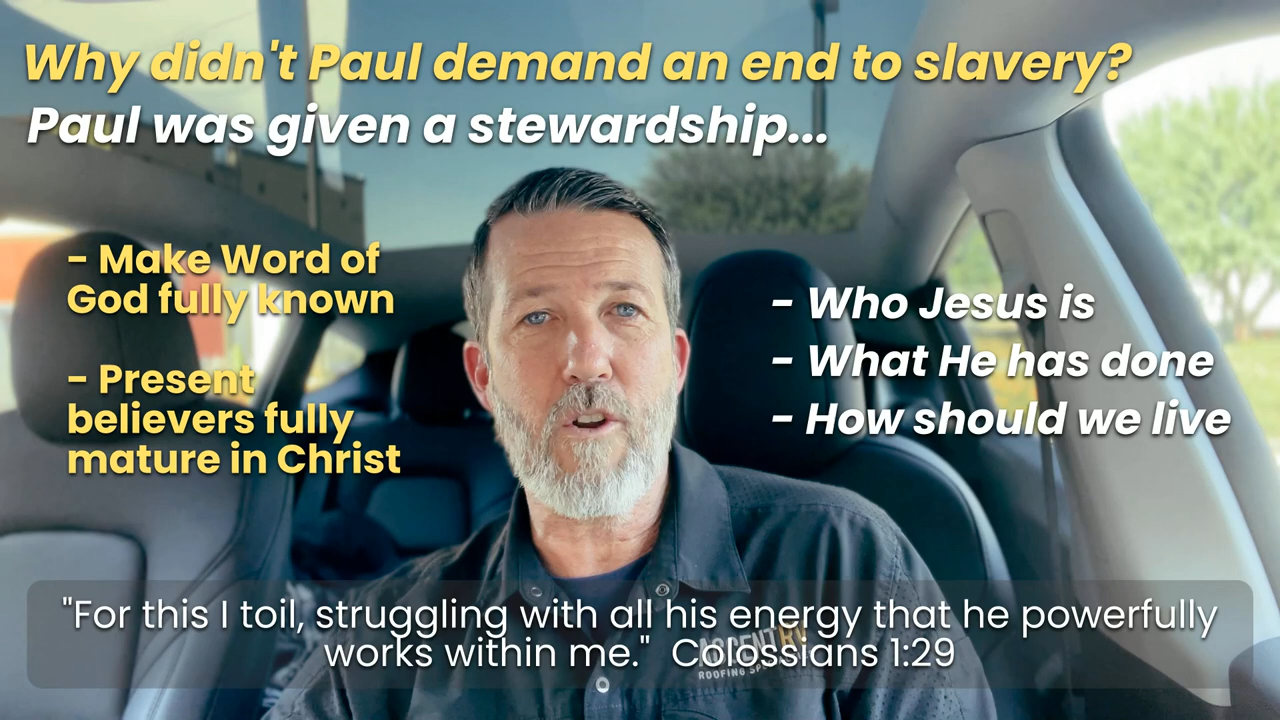 Why didn't Paul demand an end to slavery?
Paul was given a stewardship...
- Make Word of
God fully known
- Present
believers fully
mature in Christ
- Who Jesus is
- What He has done
- How should we live
"For this I toil, struggling with all his energy that he powerfully
works within me." Colossians 1:29
RV
ROOFING